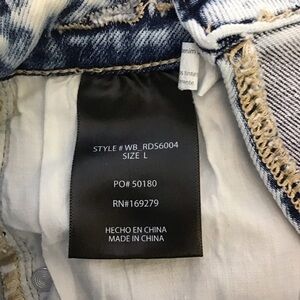 STYLE # WB_RDS6004
SIZE L
PO# 50180
RN#169279
HECHO EN CHINA
MADE IN CHINA